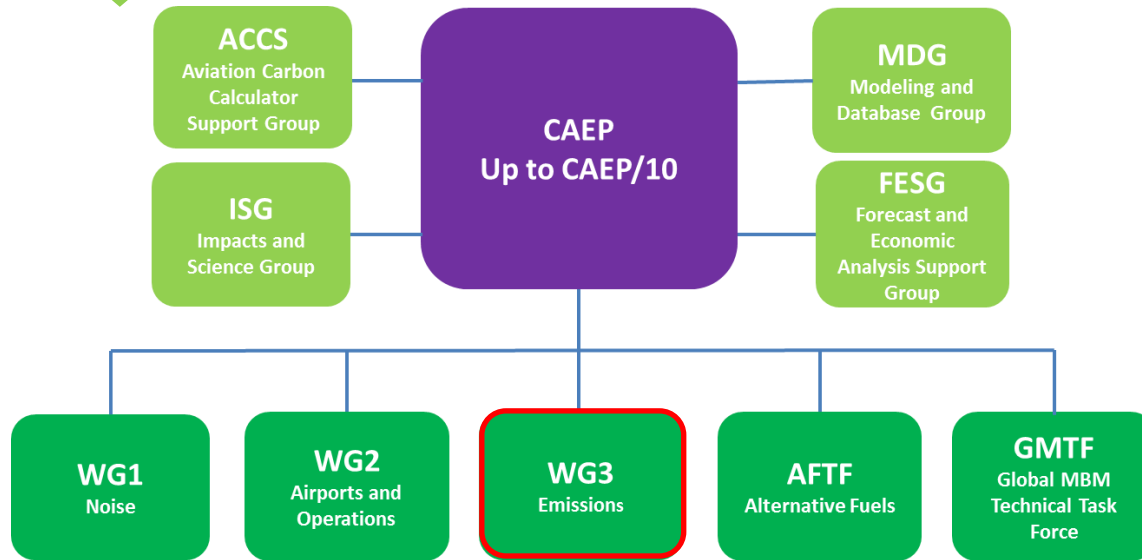 ACCS
Aviation Carbon
Calculator
Support Group
CAEP
Up to CAEP/10
MDG
Modeling and
Database Group
ISG
Impacts and
Science Group
FESG
Forecast and
Economic
Analysis Support
Group
WG1
Noise
WG2
Airports and
Operations
WG3
Emissions
AFTF
Alternative Fuels
GMTF
Global MBM
Technical Task
Force